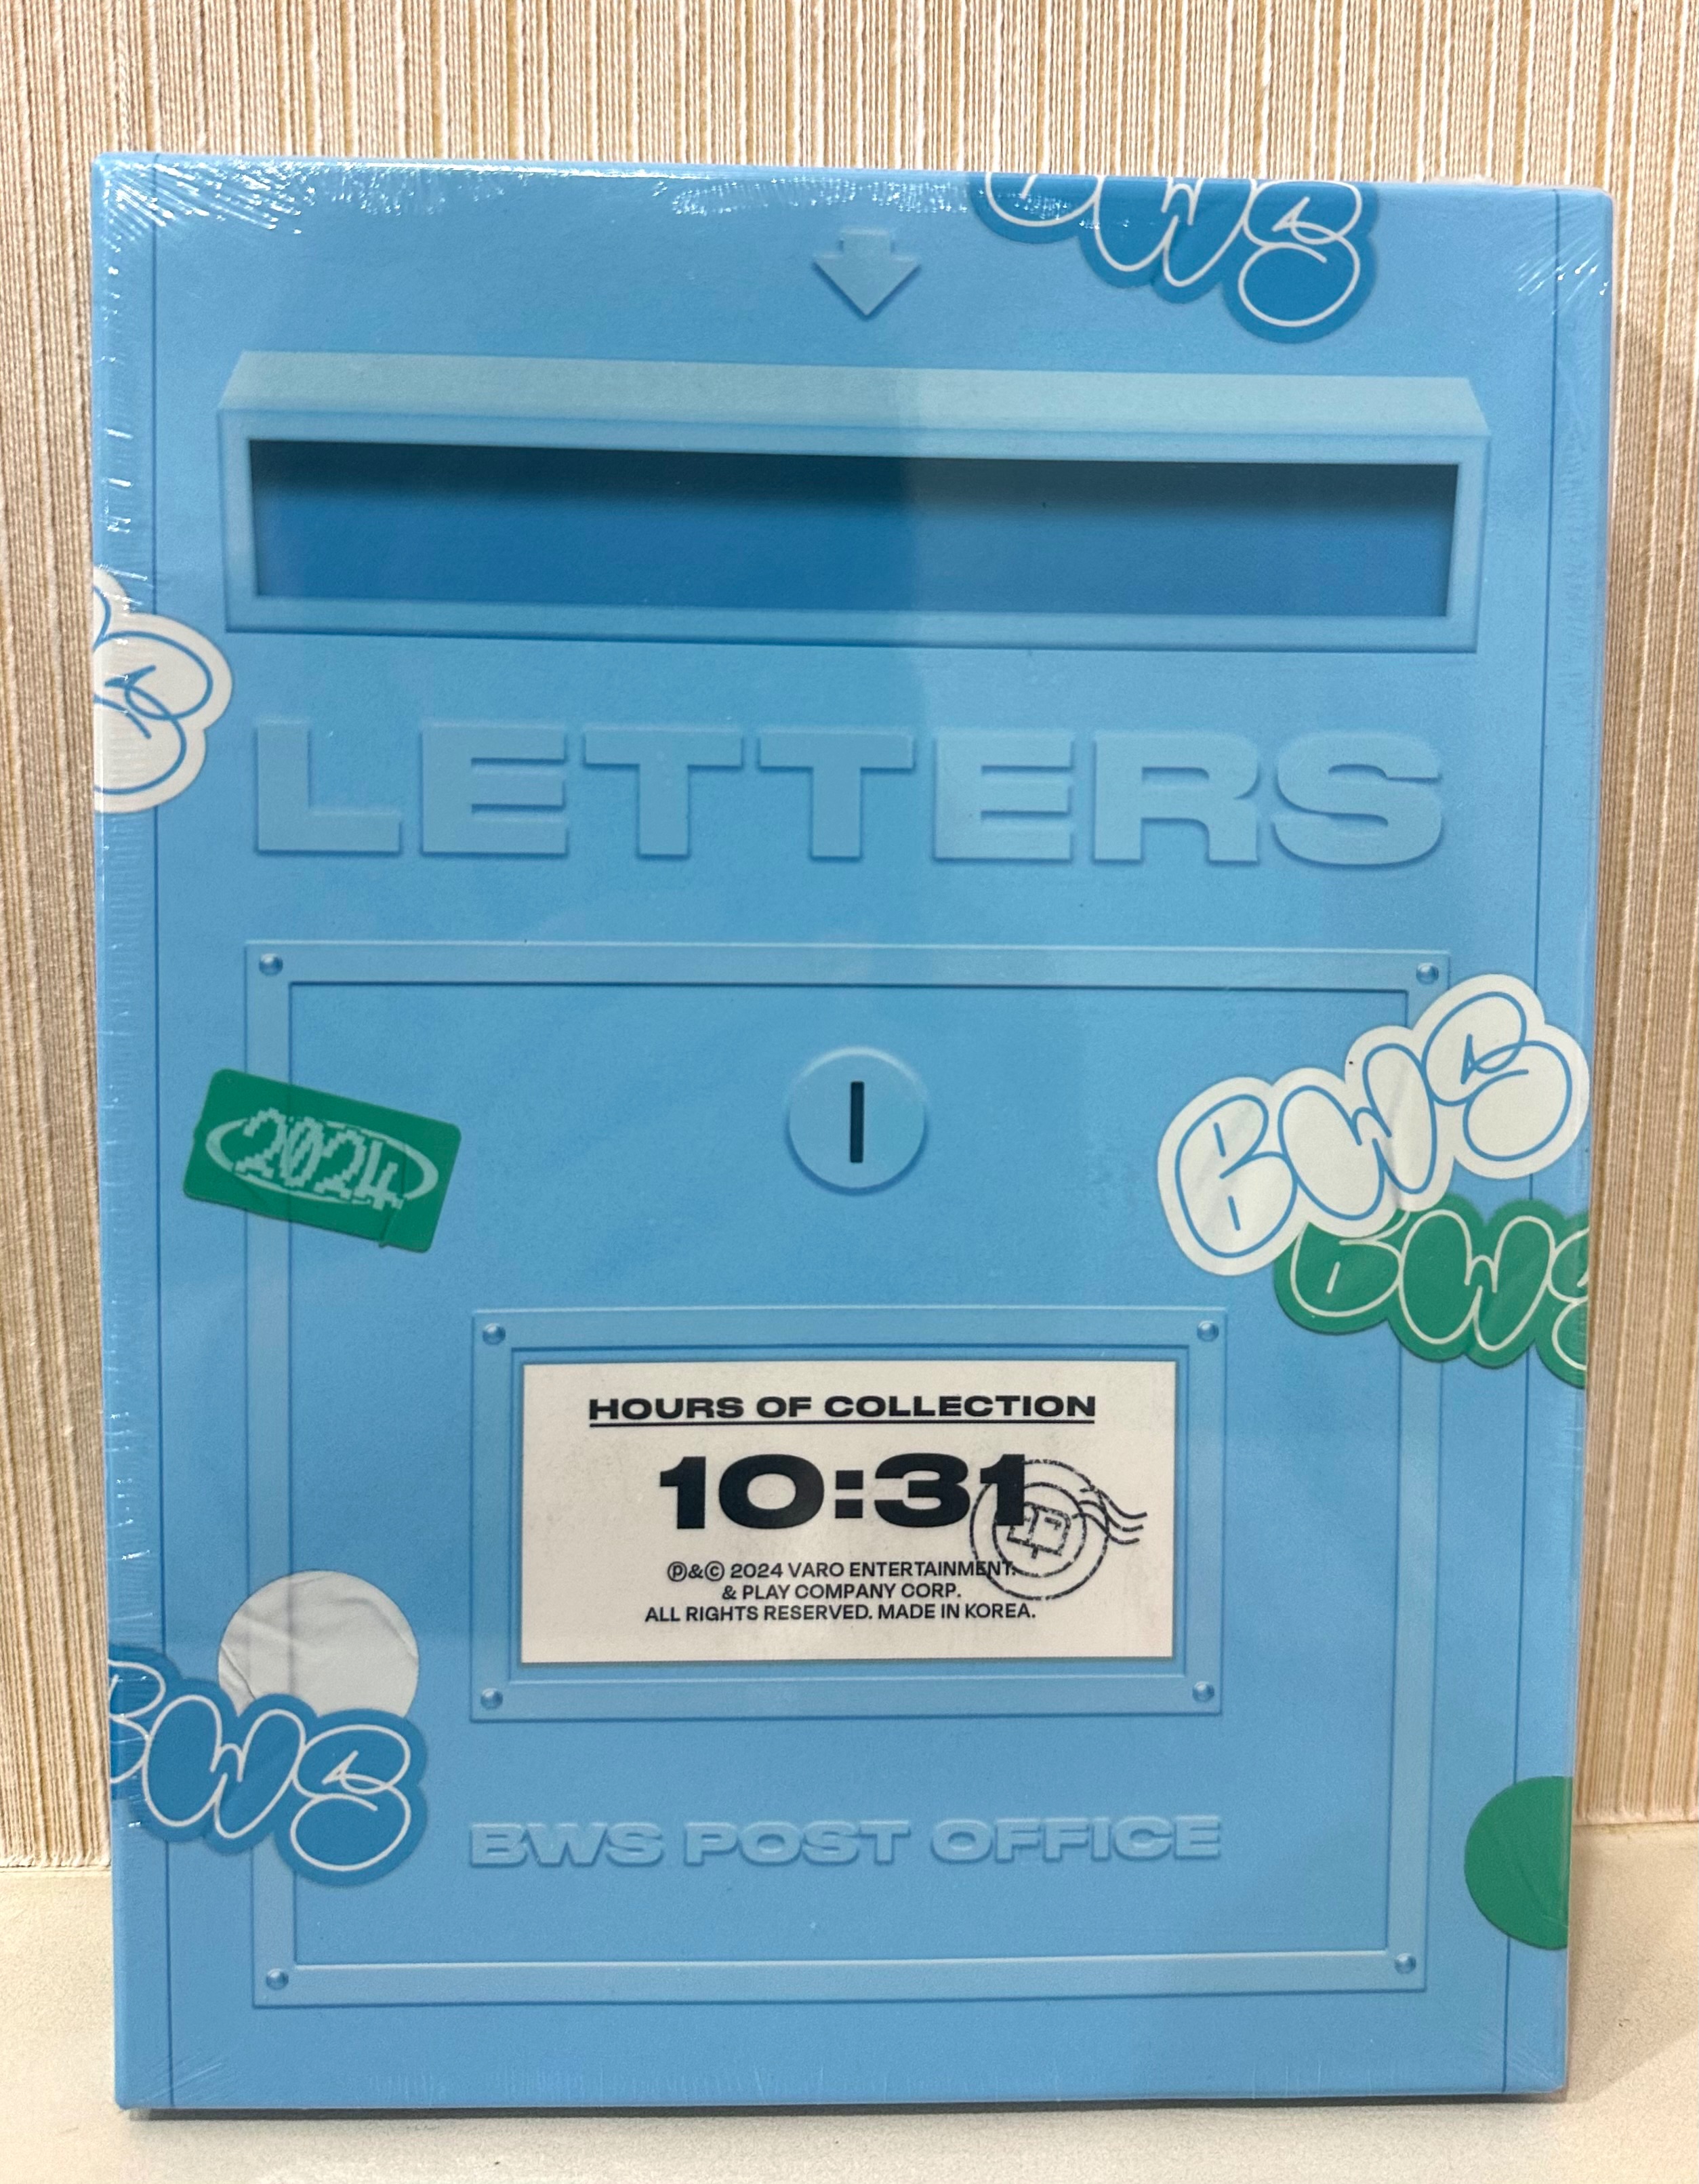 BWS
S
LETTERS
2024
BWS
BWS
HOURS OF COLLECTION
10:31
℗&© 2024 VARO ENTERTAINMENT.
& PLAY COMPANY CORP.
ALL RIGHTS RESERVED. MADE IN KOREA.
BWS
BWS POST OFFICE